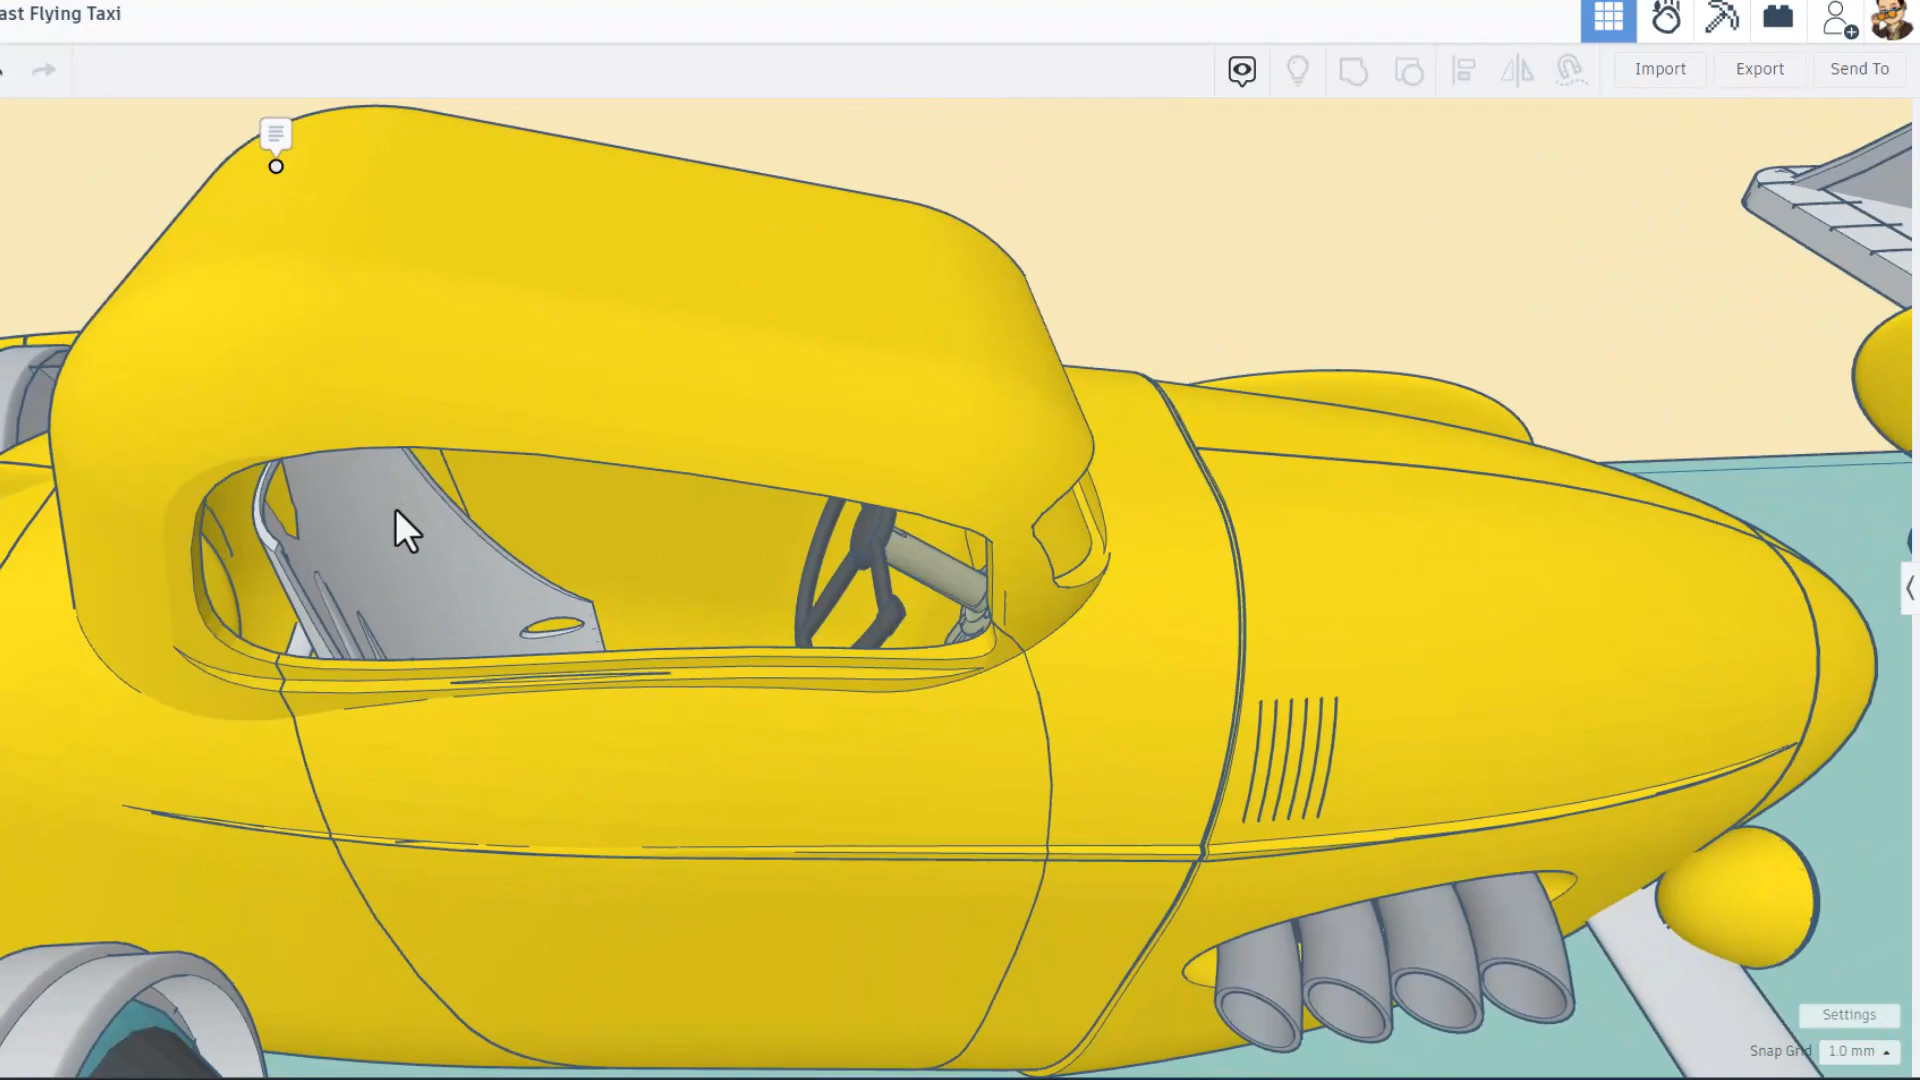 ast Flying Taxi
Import
Export
Send To
Settings
Snap Grid
1.0 mm